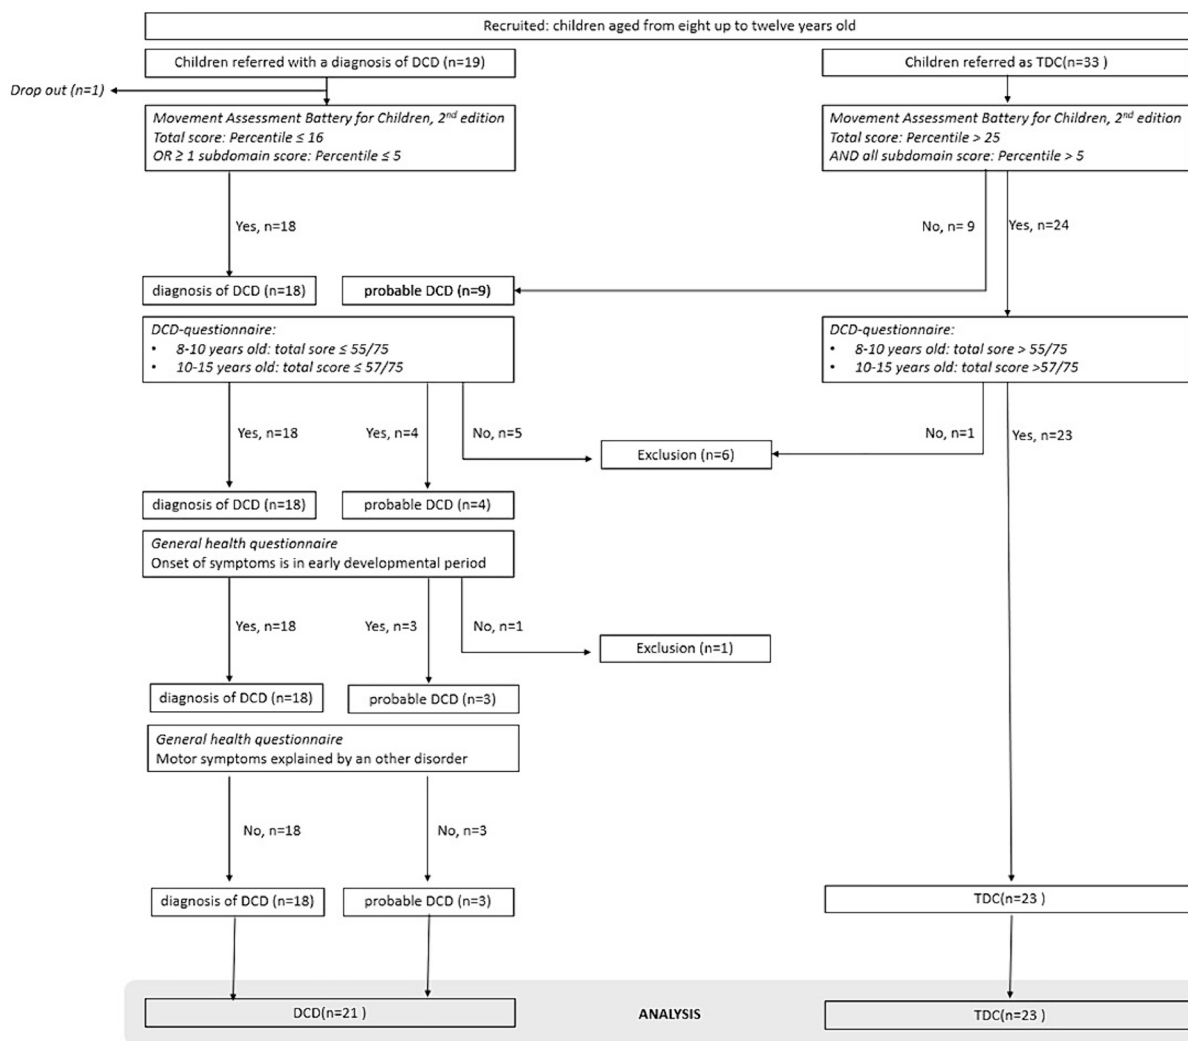 Recruited: children aged from eight up to twelve years old
Children referred with a diagnosis of DCD (n=19)
Children referred as TDC(n=33 )
Drop out (n=1)
Movement Assessment Battery for Children, 2nd edition
Total score: Percentile ≤ 16
OR ≥ 1 subdomain score: Percentile ≤ 5
Movement Assessment Battery for Children, 2nd edition
Total score: Percentile > 25
AND all subdomain score: Percentile > 5
Yes, n=18
No, n= 9
Yes, n=24
diagnosis of DCD (n=18)
probable DCD (n=9)
DCD-questionnaire:
• 8-10 years old: total sore ≤ 55/75
• 10-15 years old: total score ≤ 57/75
DCD-questionnaire:
• 8-10 years old: total sore > 55/75
• 10-15 years old: total score >57/75
Yes, n=18
Yes, n=4
No, n=5
No, n=1
Yes, n=23
Exclusion (n=6)
diagnosis of DCD (n=18)
probable DCD (n=4)
General health questionnaire
Onset of symptoms is in early developmental period
Yes, n=18
Yes, n=3
No, n=1
Exclusion (n=1)
diagnosis of DCD (n=18)
probable DCD (n=3)
General health questionnaire
Motor symptoms explained by an other disorder
No, n=18
No, n=3
diagnosis of DCD (n=18)
probable DCD (n=3)
TDC(n=23 )
DCD(n=21 )
ANALYSIS
TDC(n=23 )